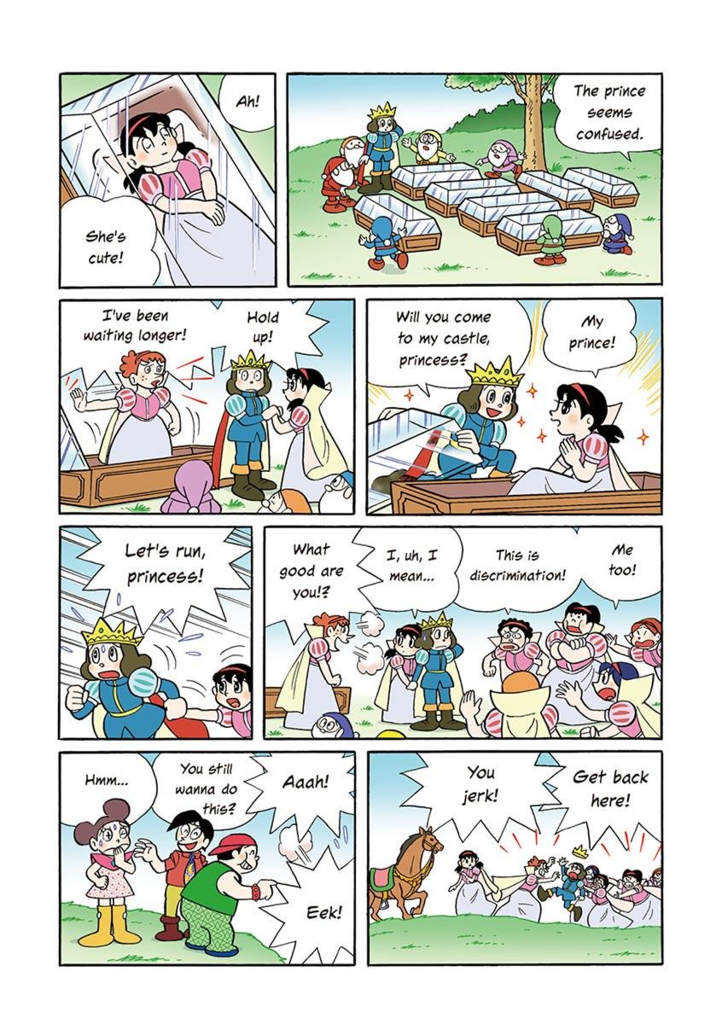 The prince
seems
confused.
Ah!
She's
cute!
My
prince!
Will you come
to my castle,
princess?
Hold
up!
I've been
waiting longer!
Me
too!
This is
discrimination!
I, uh, I
mean...
What
good are
you!?
Let's run,
princess!
Get back
here!
You
jerk!
Aaah!
Eek!
You still
wanna do
this?
Hmm...